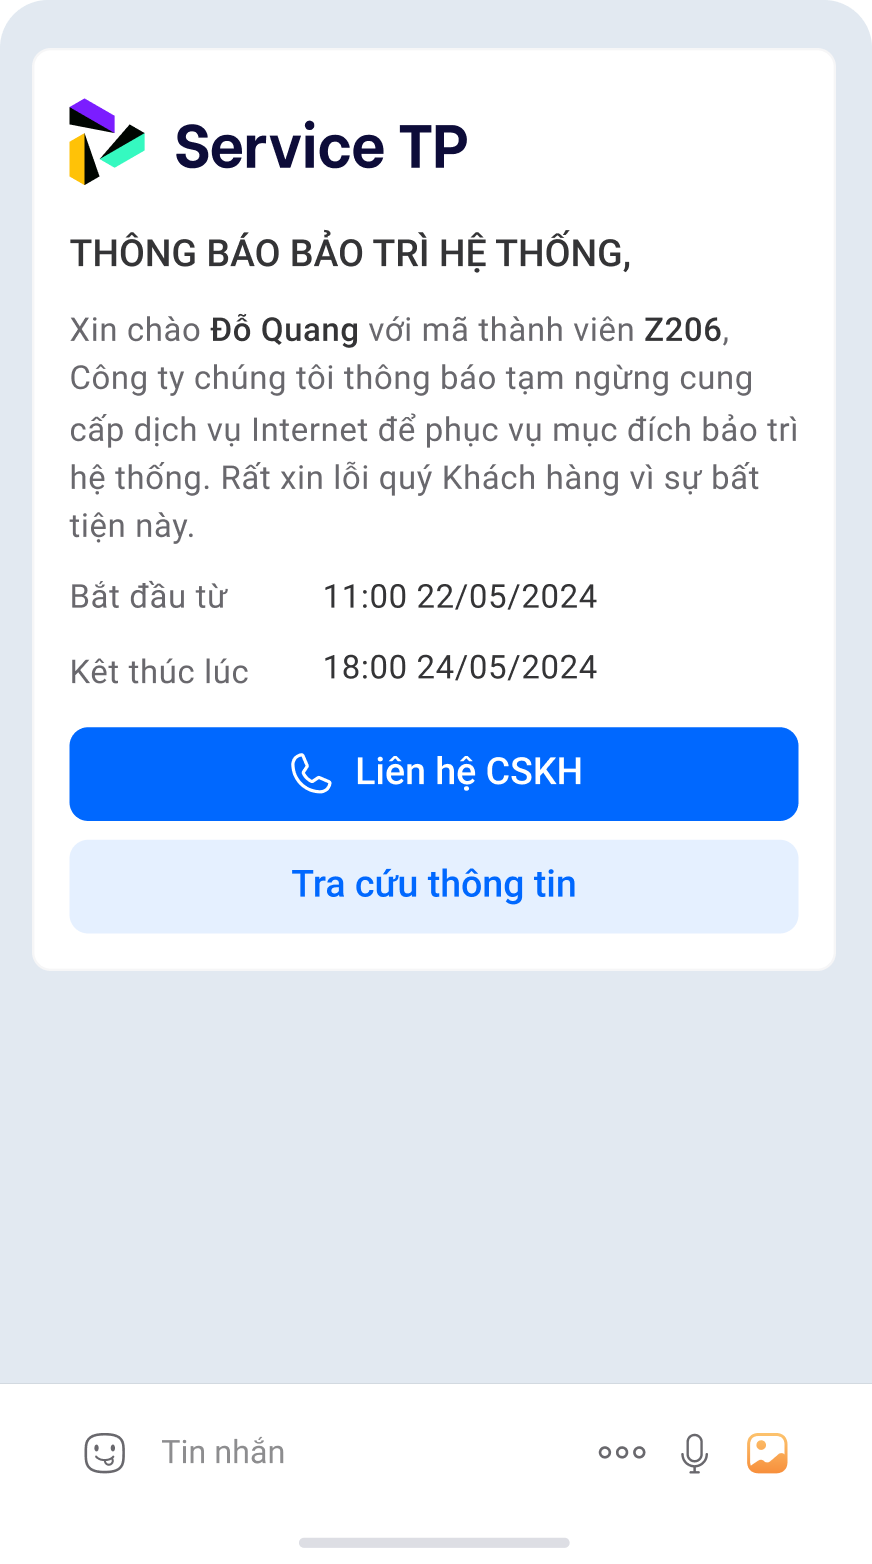 Service TP
THÔNG BÁO BẢO TRÌ HỆ THỐNG,
Xin chào Đỗ Quang với mã thành viên Z206,
Công ty chúng tôi thông báo tạm ngừng cung
cấp dịch vụ Internet để phục vụ mục đích bảo trì
hệ thống. Rất xin lỗi quý Khách hàng vì sự bất
tiện này.
Bắt đầu từ 11:00 22/05/2024
Kêt thúc lúc 18:00 24/05/2024
Liên hệ CSKH
Tra cứu thông tin
Tin nhắn